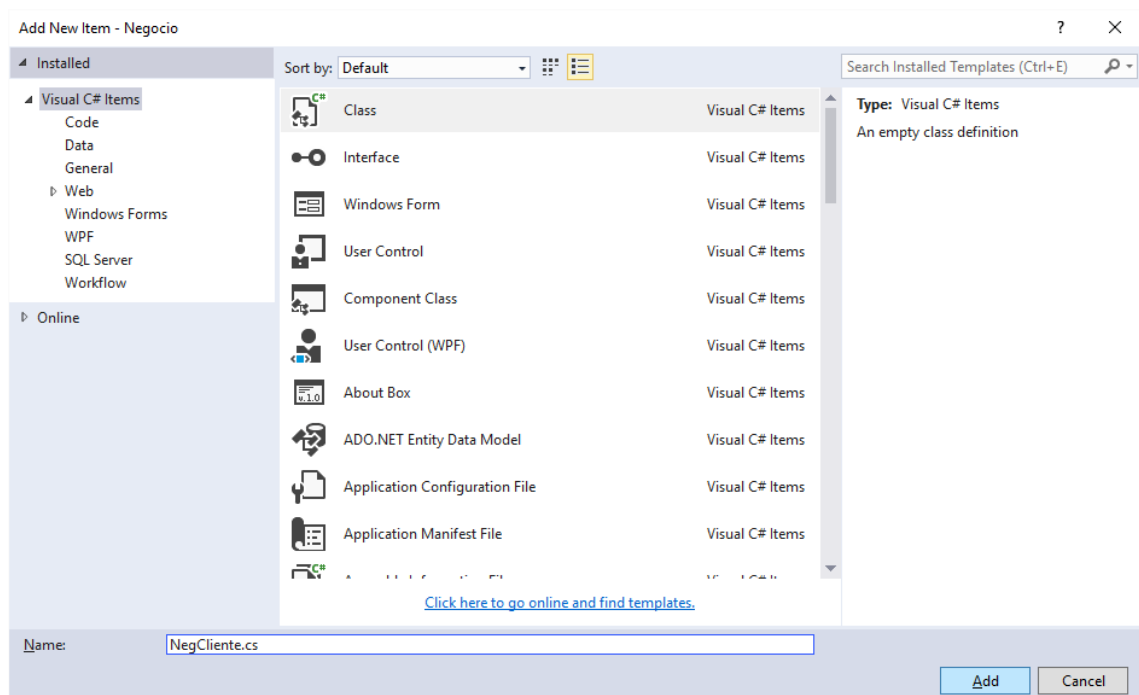 Add New Item - Negocio
?
Installed
Sort by: Default
Search Installed Templates (Ctrl+E)
Visual C# Items
Code
Data
General
Web
Windows Forms
WPF
SQL Server
Workflow
Online
C# Class Visual C# Items
Interface Visual C# Items
Windows Form Visual C# Items
User Control Visual C# Items
Component Class Visual C# Items
User Control (WPF) Visual C# Items
v.1.0 About Box Visual C# Items
ADO.NET Entity Data Model Visual C# Items
Application Configuration File Visual C# Items
Application Manifest File Visual C# Items
C#
Click here to go online and find templates.
Type: Visual C# Items
An empty class definition
Name: NegCliente.cs
Add Cancel